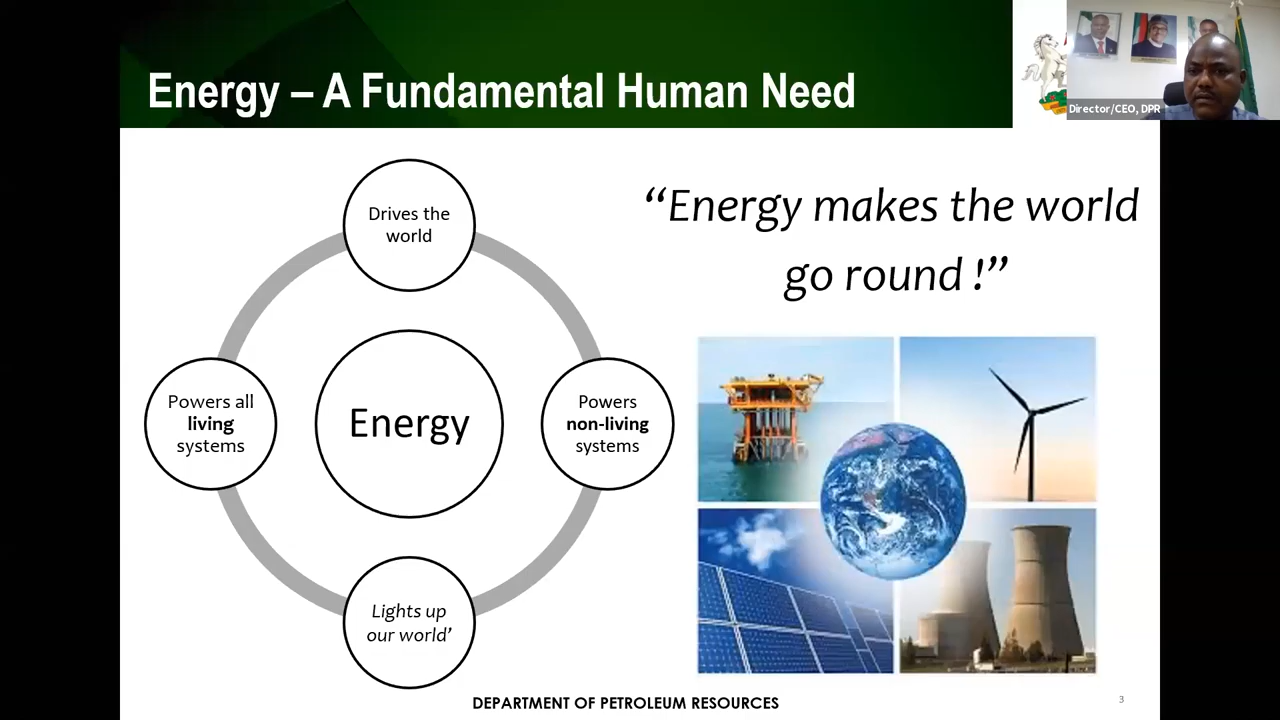 Energy – A Fundamental Human Need
Director/CEO, DPR
Drives the
world
“Energy makes the world
go round !”
Powers all
living
systems
Energy
Powers
non-living
systems
Lights up
our world’
DEPARTMENT OF PETROLEUM RESOURCES
3